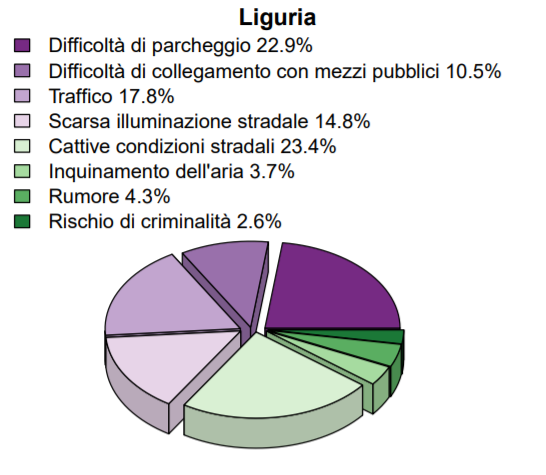 Liguria
Difficoltà di parcheggio 22.9%
Difficoltà di collegamento con mezzi pubblici 10.5%
Traffico 17.8%
Scarsa illuminazione stradale 14.8%
Cattive condizioni stradali 23.4%
Inquinamento dell'aria 3.7%
Rumore 4.3%
Rischio di criminalità 2.6%